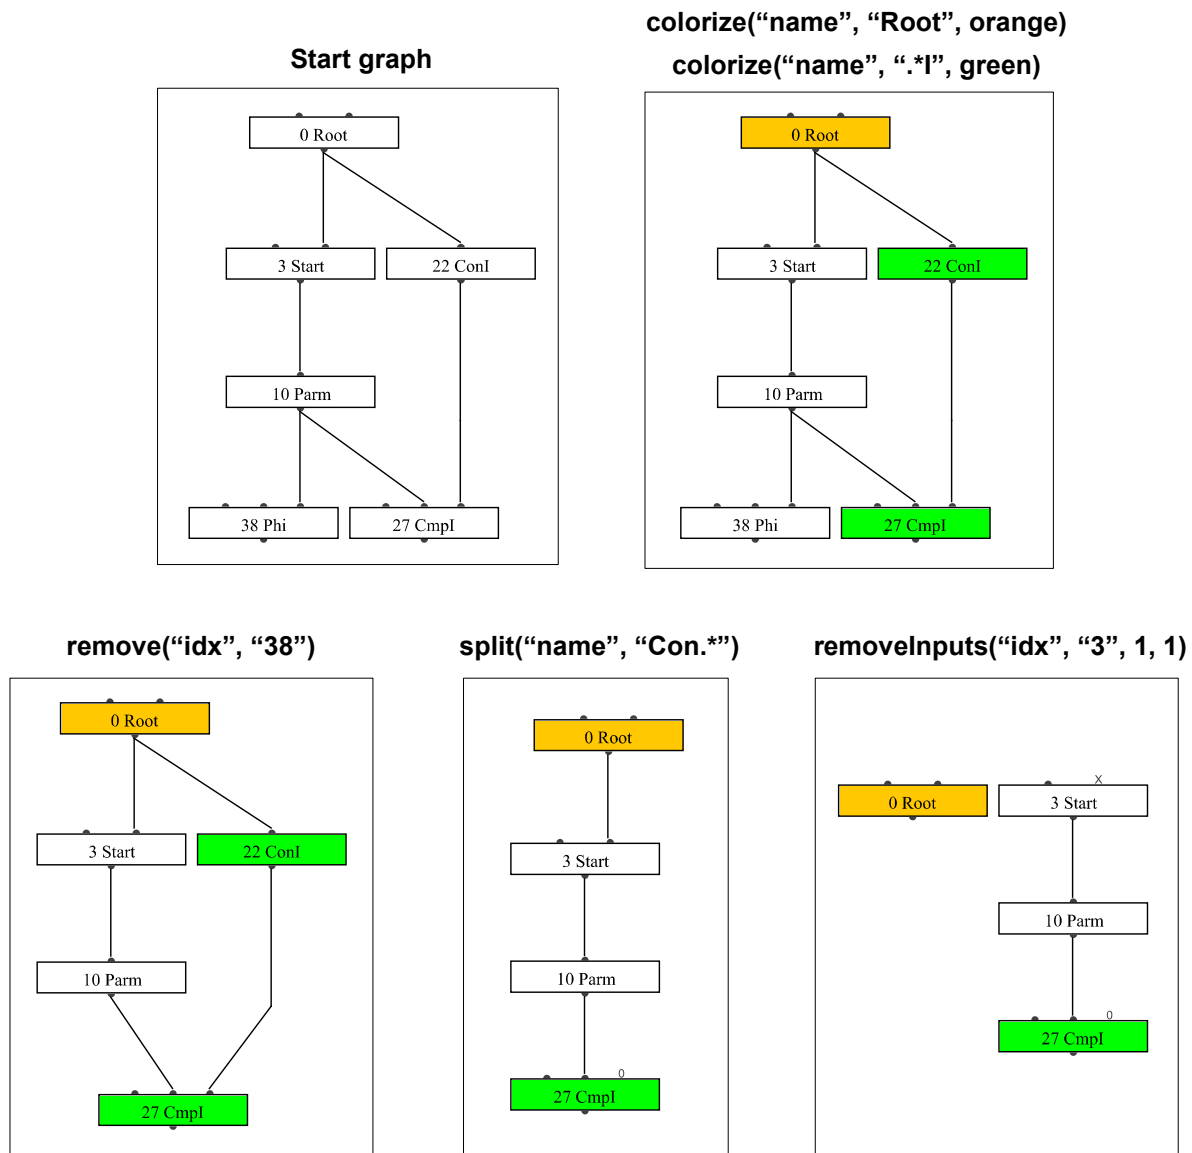 Start graph
0 Root
3 Start
22 ConI
10 Parm
38 Phi
27 CmpI
colorize(“name”, “Root”, orange)
colorize(“name”, “.*I”, green)
0 Root
3 Start
22 ConI
10 Parm
38 Phi
27 CmpI
remove(“idx”, “38”)
0 Root
3 Start
22 ConI
10 Parm
27 CmpI
split(“name”, “Con.*”)
0 Root
3 Start
10 Parm
0
27 CmpI
removeInputs(“idx”, “3”, 1, 1)
X
0 Root
3 Start
10 Parm
0
27 CmpI